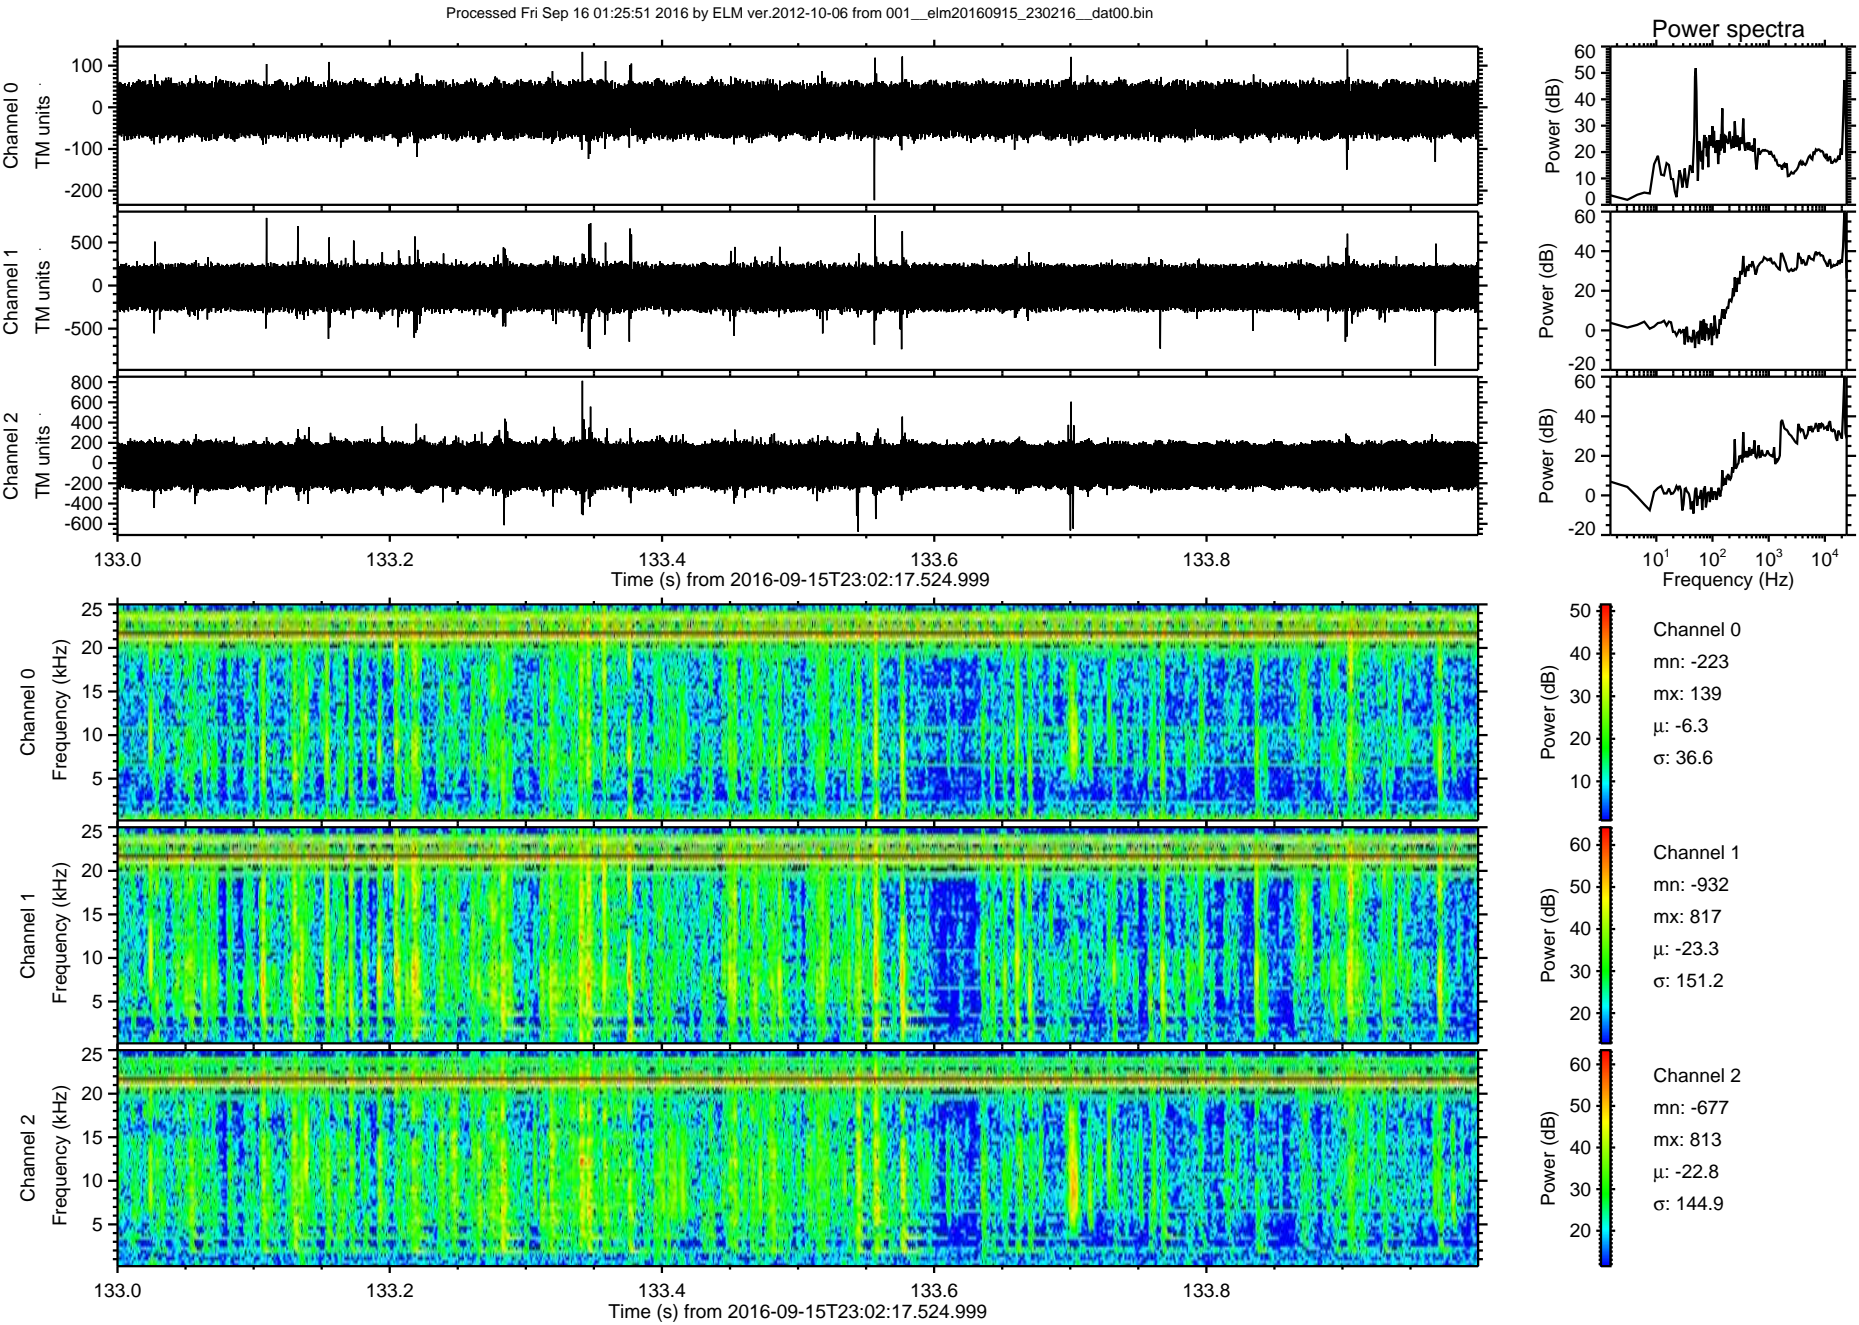 Processed Fri Sep 16 01:25:51 2016 by ELM ver.2012-10-06 from 001__elm20160915_230216__dat00.bin
Power spectra
Channel 0
TM units
100
0
-100
-200
Power (dB)
60
50
40
30
20
10
0
Channel 1
TM units
500
0
-500
Power (dB)
60
40
20
0
-20
Channel 2
TM units
800
600
400
200
0
-200
-400
-600
Power (dB)
60
40
20
0
-20
133.0 133.2 133.4 133.6 133.8
Time (s) from 2016-09-15T23:02:17.524.999
10^1 10^2 10^3 10^4
Frequency (Hz)
Channel 0
Frequency (kHz)
25
20
15
10
5
Power (dB)
50
40
30
20
10
Channel 0
mn: -223
mx: 139
μ: -6.3
σ: 36.6
Channel 1
Frequency (kHz)
25
20
15
10
5
Power (dB)
60
50
40
30
20
Channel 1
mn: -932
mx: 817
μ: -23.3
σ: 151.2
Channel 2
Frequency (kHz)
25
20
15
10
5
Power (dB)
60
50
40
30
20
Channel 2
mn: -677
mx: 813
μ: -22.8
σ: 144.9
133.0 133.2 133.4 133.6 133.8
Time (s) from 2016-09-15T23:02:17.524.999